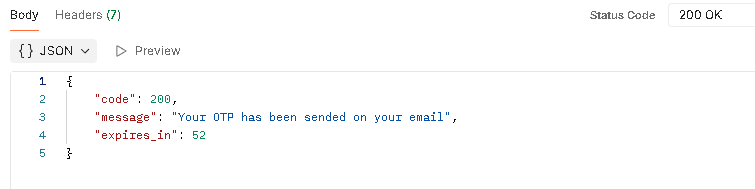 Body Headers (7) Status Code 200 OK
{} JSON Preview
1 {
2 "code": 200,
3 "message": "Your OTP has been sended on your email",
4 "expires_in": 52
5 }